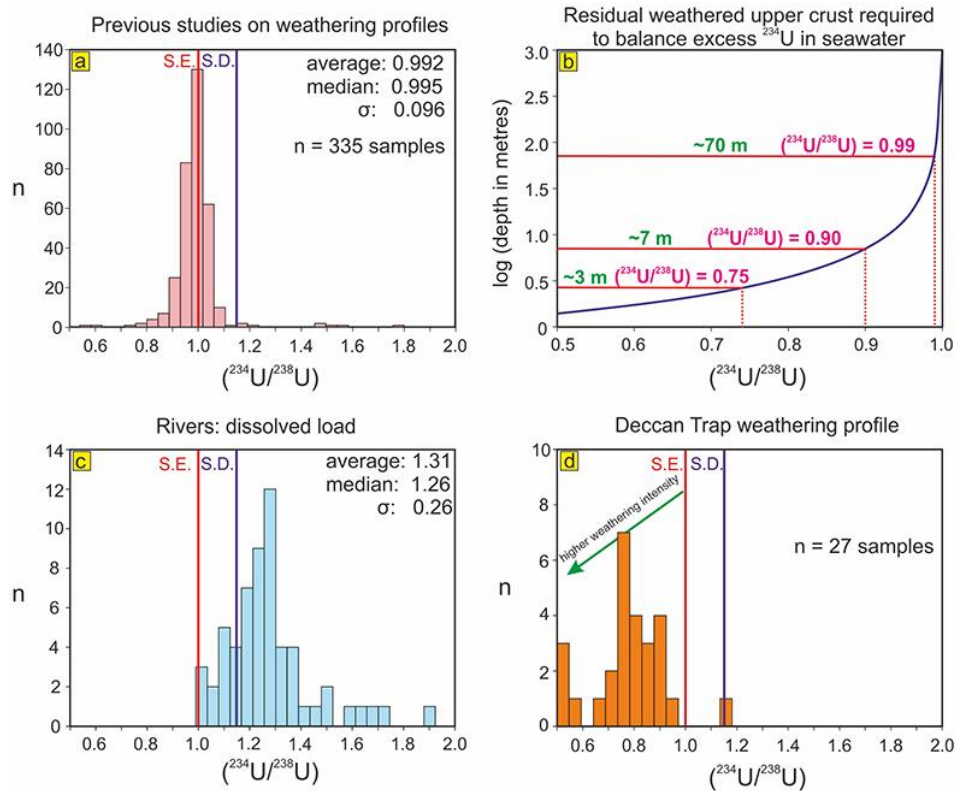 Previous studies on weathering profiles
a
S.E. S.D.
average: 0.992
median: 0.995
σ: 0.096
n = 335 samples
140
120
100
80
60
40
20
0
n
0.6 0.8 1.0 1.2 1.4 1.6 1.8 2.0
(²³⁴U/²³⁸U)
Residual weathered upper crust required
to balance excess ²³⁴U in seawater
b
3.0
2.5
2.0
1.5
1.0
0.5
0
log (depth in metres)
~70 m (²³⁴U/²³⁸U) = 0.99
~7 m (²³⁴U/²³⁸U) = 0.90
~3 m (²³⁴U/²³⁸U) = 0.75
0.5 0.6 0.7 0.8 0.9 1.0
(²³⁴U/²³⁸U)
Rivers: dissolved load
c
S.E. S.D.
average: 1.31
median: 1.26
σ: 0.26
14
12
10
8
6
4
2
0
n
0.6 0.8 1.0 1.2 1.4 1.6 1.8 2.0
(²³⁴U/²³⁸U)
Deccan Trap weathering profile
d
S.E. S.D.
higher weathering intensity
n = 27 samples
10
8
6
4
2
0
n
0.6 0.8 1.0 1.2 1.4 1.6 1.8 2.0
(²³⁴U/²³⁸U)